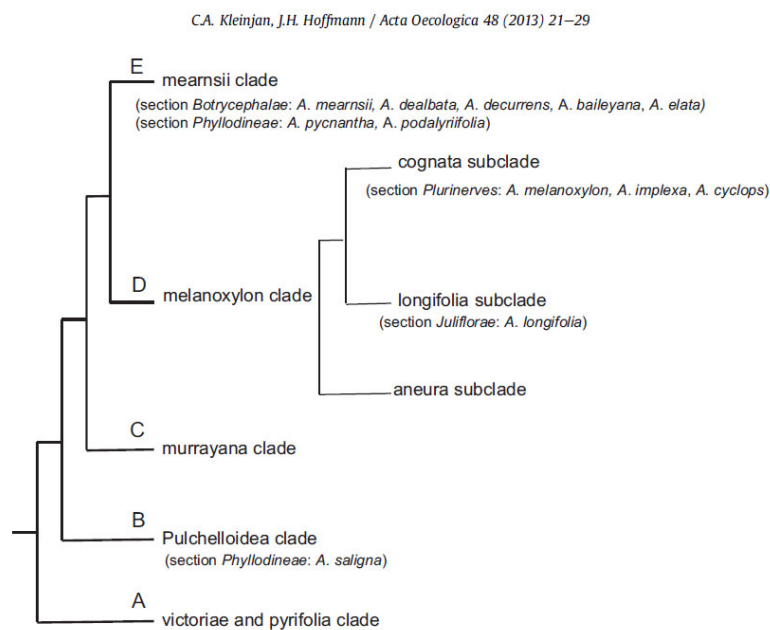 C.A. Kleinjan, J.H. Hoffmann / Acta Oecologica 48 (2013) 21–29
E
mearnsii clade
(section Botrycephalae: A. mearnsii, A. dealbata, A. decurrens, A. baileyana, A. elata)
(section Phyllodineae: A. pycnantha, A. podalyriifolia)
cognata subclade
(section Plurinerves: A. melanoxylon, A. implexa, A. cyclops)
D
melanoxylon clade
longifolia subclade
(section Juliflorae: A. longifolia)
aneura subclade
C
murrayana clade
B
Pulchelloidea clade
(section Phyllodineae: A. saligna)
A
victoriae and pyrifolia clade